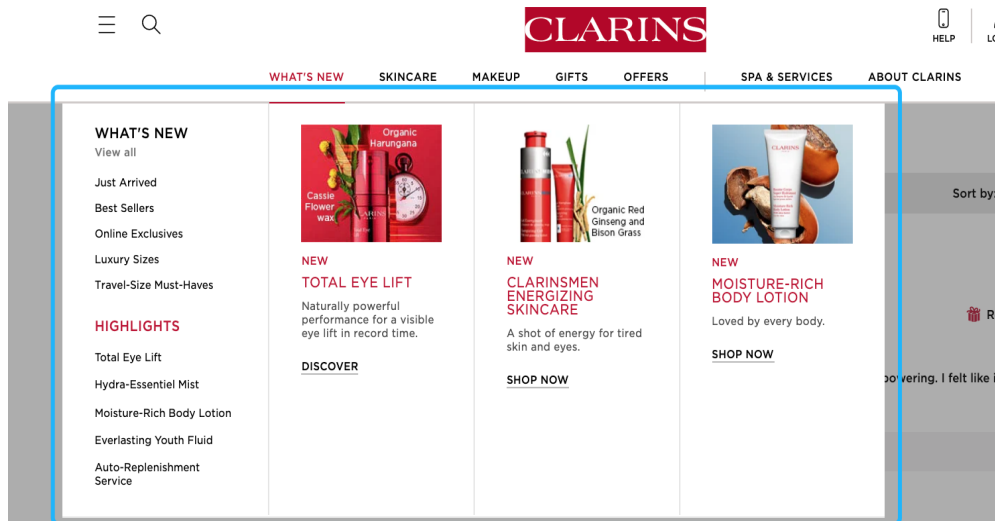 CLARINS
HELP
WHAT'S NEW
SKINCARE
MAKEUP
GIFTS
OFFERS
SPA & SERVICES
ABOUT CLARINS
WHAT'S NEW
View all
Just Arrived
Best Sellers
Online Exclusives
Luxury Sizes
Travel-Size Must-Haves
HIGHLIGHTS
Total Eye Lift
Hydra-Essentiel Mist
Moisture-Rich Body Lotion
Everlasting Youth Fluid
Auto-Replenishment
Service
Organic
Harungana
Cassie
Flower
wax
CLARINS
NEW
TOTAL EYE LIFT
Naturally powerful
performance for a visible
eye lift in record time.
DISCOVER
Organic Red
Ginseng and
Bison Grass
NEW
CLARINSMEN
ENERGIZING
SKINCARE
A shot of energy for tired
skin and eyes.
SHOP NOW
CLARINS
NEW
MOISTURE-RICH
BODY LOTION
Loved by every body.
SHOP NOW
Sort by:
powering. I felt like